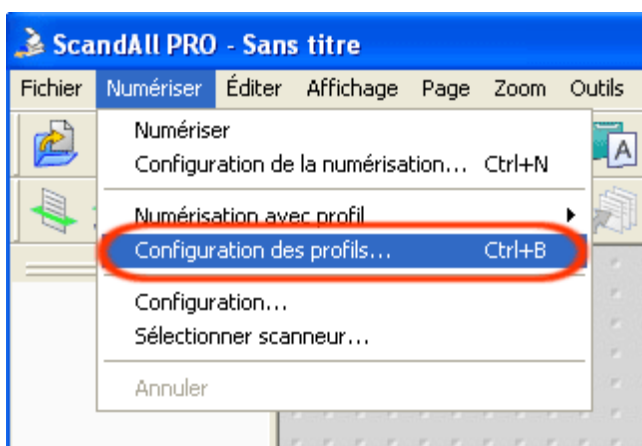 ScandAll PRO - Sans titre
Fichier Numériser Éditer Affichage Page Zoom Outils
A
Numériser
Configuration de la numérisation... Ctrl+N
Numérisation avec profil
Configuration des profils... Ctrl+B
Configuration...
Sélectionner scanneur...
Annuler